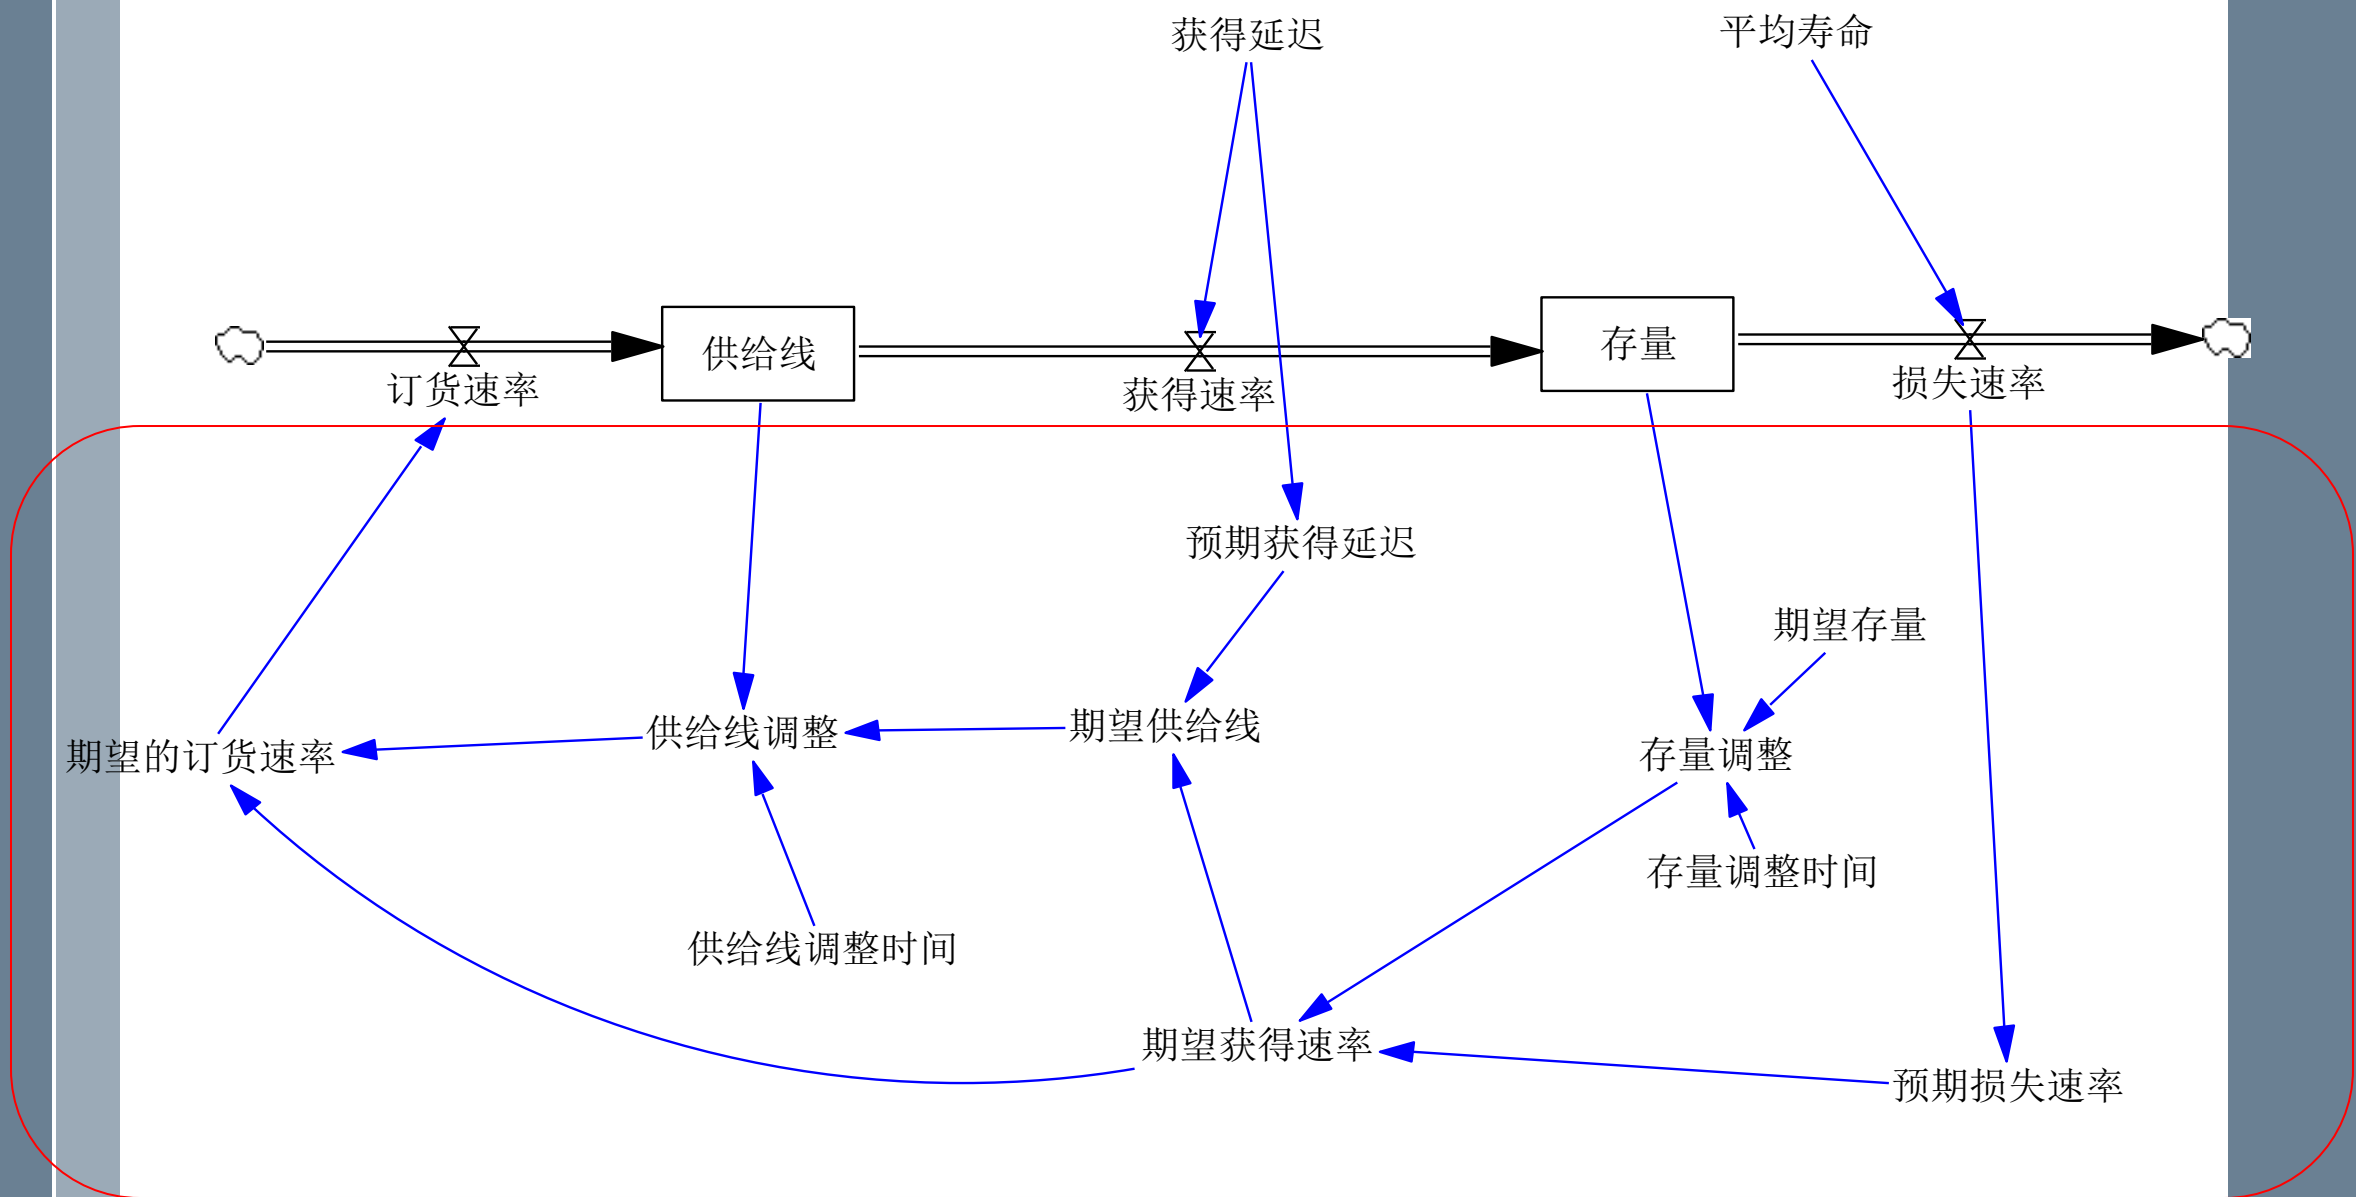 获得延迟
平均寿命
供给线
存量
订货速率
获得速率
损失速率
预期获得延迟
期望存量
期望的订货速率
供给线调整
期望供给线
存量调整
存量调整时间
供给线调整时间
期望获得速率
预期损失速率